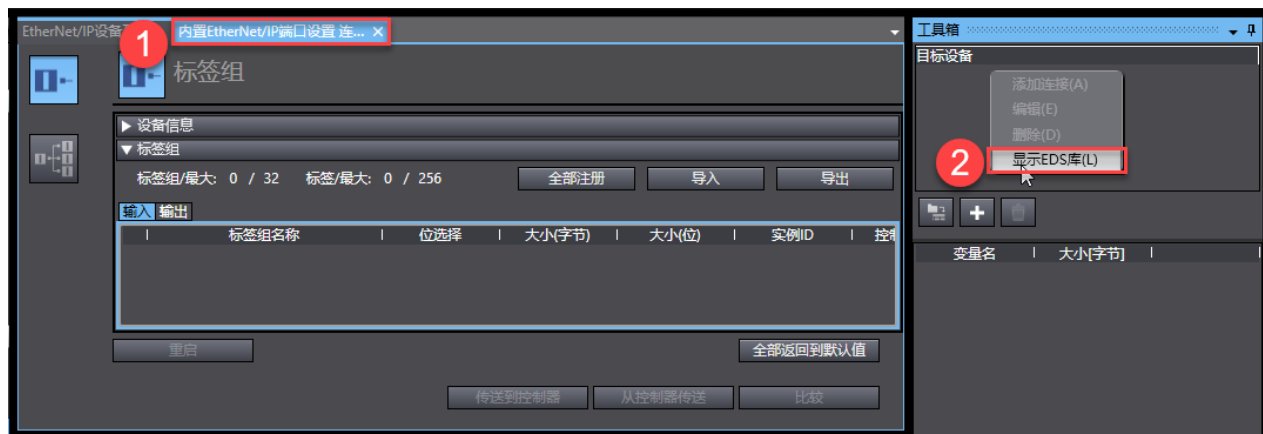 EtherNet/IP设备
1
内置EtherNet/IP端口设置 连...
标签组
设备信息
标签组
标签组/最大: 0 / 32 标签/最大: 0 / 256 全部注册 导入 导出
输入 输出
标签组名称 位选择 大小(字节) 大小(位) 实例ID 控制
重启 全部返回到默认值
传送到控制器 从控制器传送 比较
工具箱
目标设备
添加连接(A)
编辑(E)
删除(D)
2
显示EDS库(L)
变量名 大小[字节]